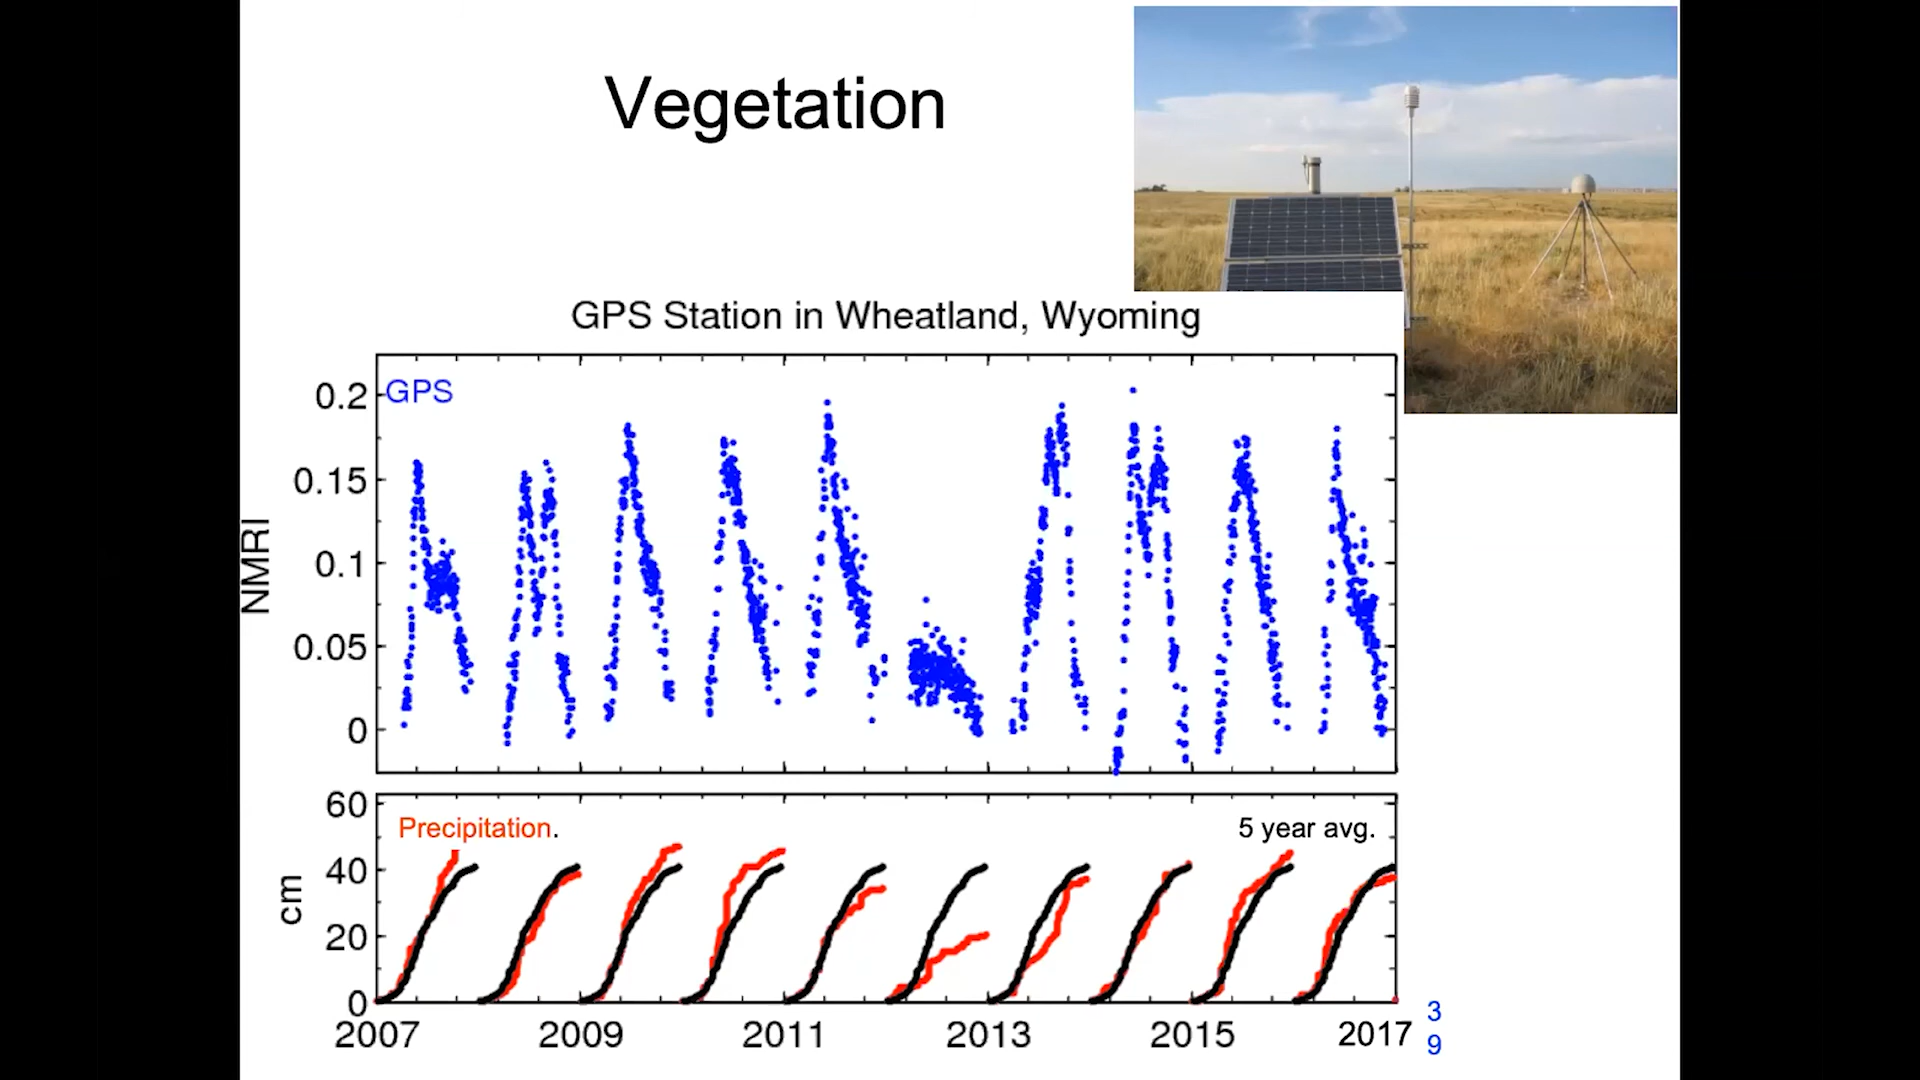 Vegetation
GPS Station in Wheatland, Wyoming
GPS
0.2
0.15
0.1
0.05
0
NMRI
60
40
20
0
cm
Precipitation.
5 year avg.
2007 2009 2011 2013 2015 2017
3
9